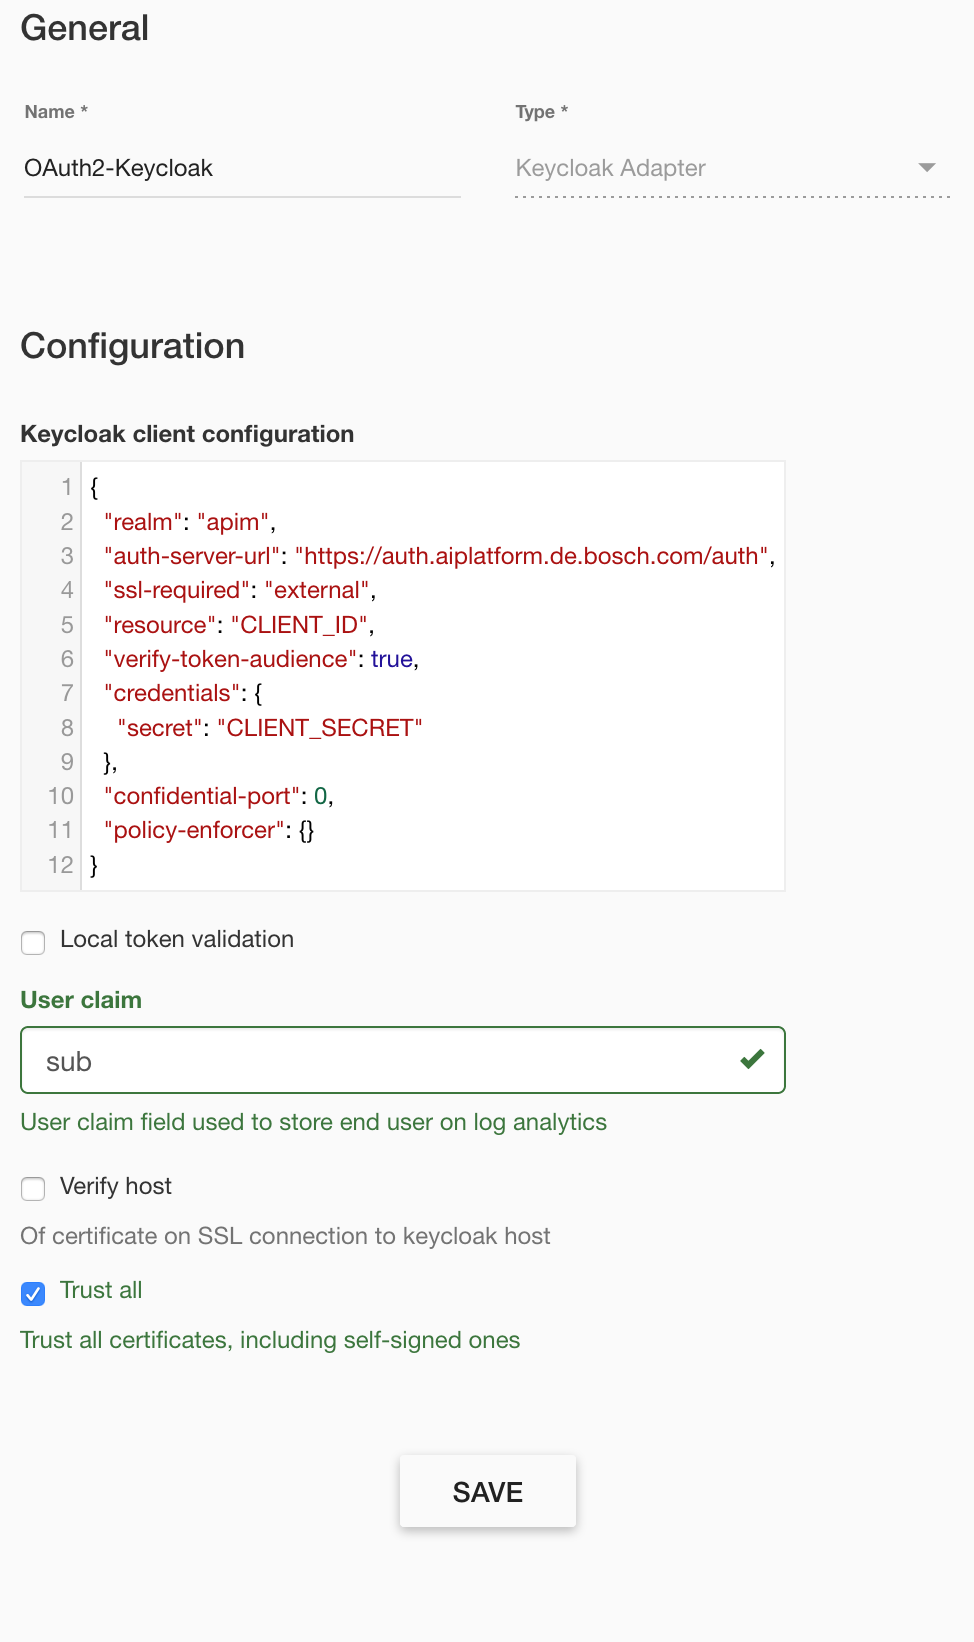 General
Name * Type *
OAuth2-Keycloak Keycloak Adapter
Configuration
Keycloak client configuration
1 {
2 "realm": "apim",
3 "auth-server-url": "https://auth.aiplatform.de.bosch.com/auth",
4 "ssl-required": "external",
5 "resource": "CLIENT_ID",
6 "verify-token-audience": true,
7 "credentials": {
8 "secret": "CLIENT_SECRET"
9 },
10 "confidential-port": 0,
11 "policy-enforcer": {}
12 }
Local token validation
User claim
sub
User claim field used to store end user on log analytics
Verify host
Of certificate on SSL connection to keycloak host
Trust all
Trust all certificates, including self-signed ones
SAVE